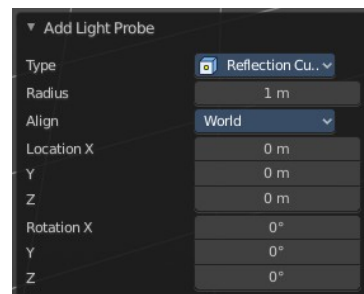 Add Light Probe
Type Reflection Cu..
Radius 1 m
Align World
Location X 0 m
Y 0 m
Z 0 m
Rotation X 0°
Y 0°
Z 0°